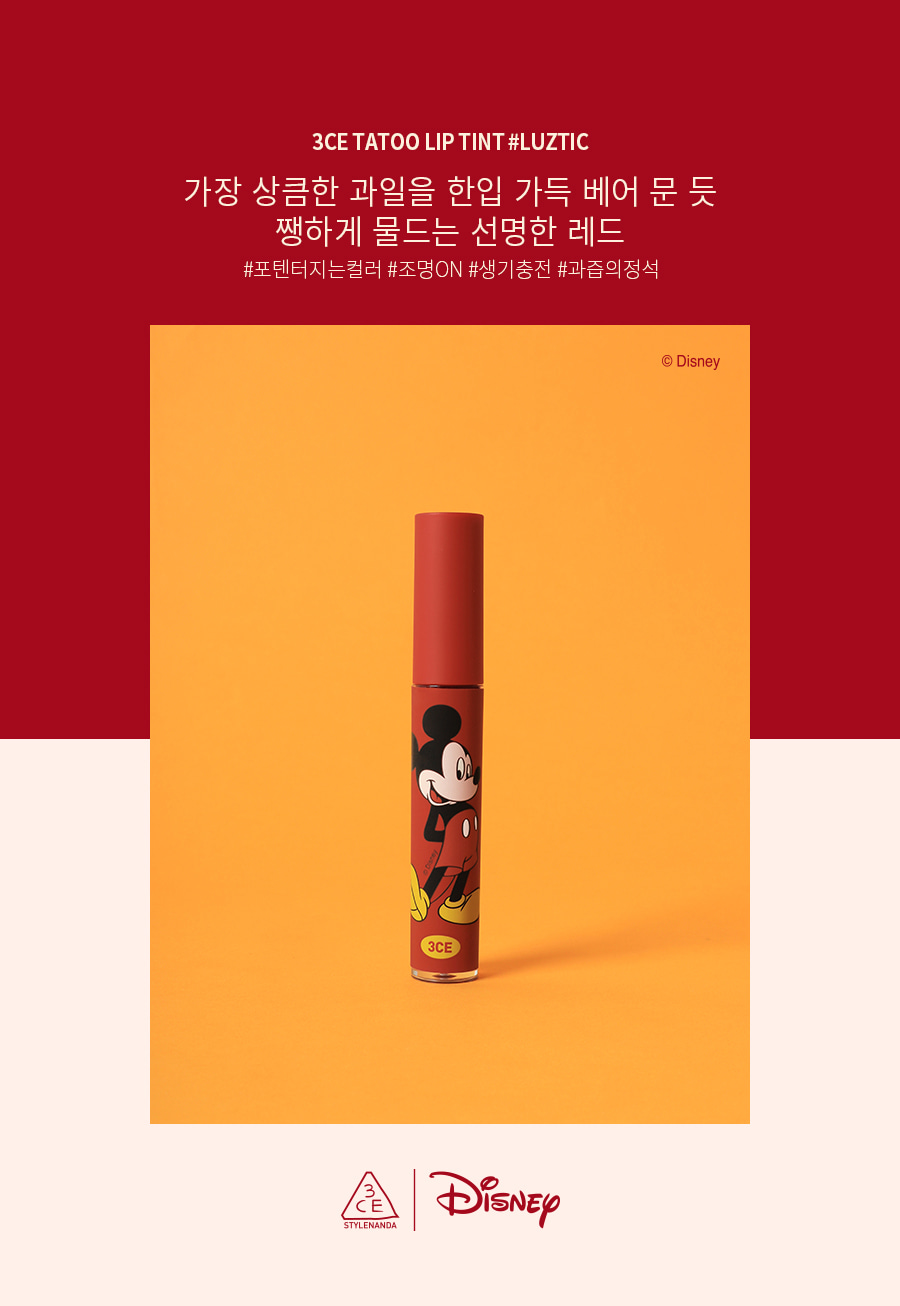 3CE TATOO LIP TINT #LUZTIC
가장 상큼한 과일을 한입 가득 베어 문 듯
쨍하게 물드는 선명한 레드
#포텐터지는컬러 #조명ON #생기충전 #과즙의정석
© Disney
© Disney
3CE
3
CE
STYLENANDA
Disney